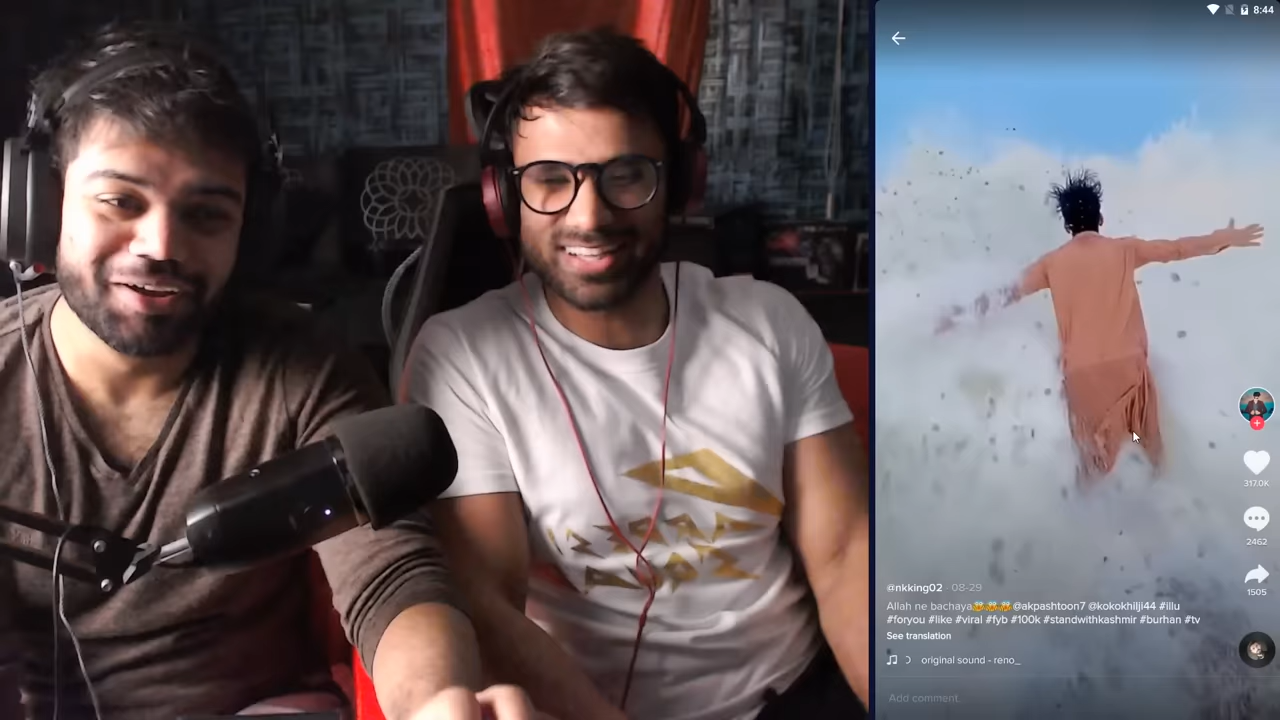 8:44
@nkking02 · 08-29
Allah ne bachaya😭😭😭@akpashtoon7 @kokokhilji44 #illu
#foryou #like #viral #fyb #100k #standwithkashmir #burhan #tv
See translation
original sound - reno_
Add comment...
317.0K
2462
1505